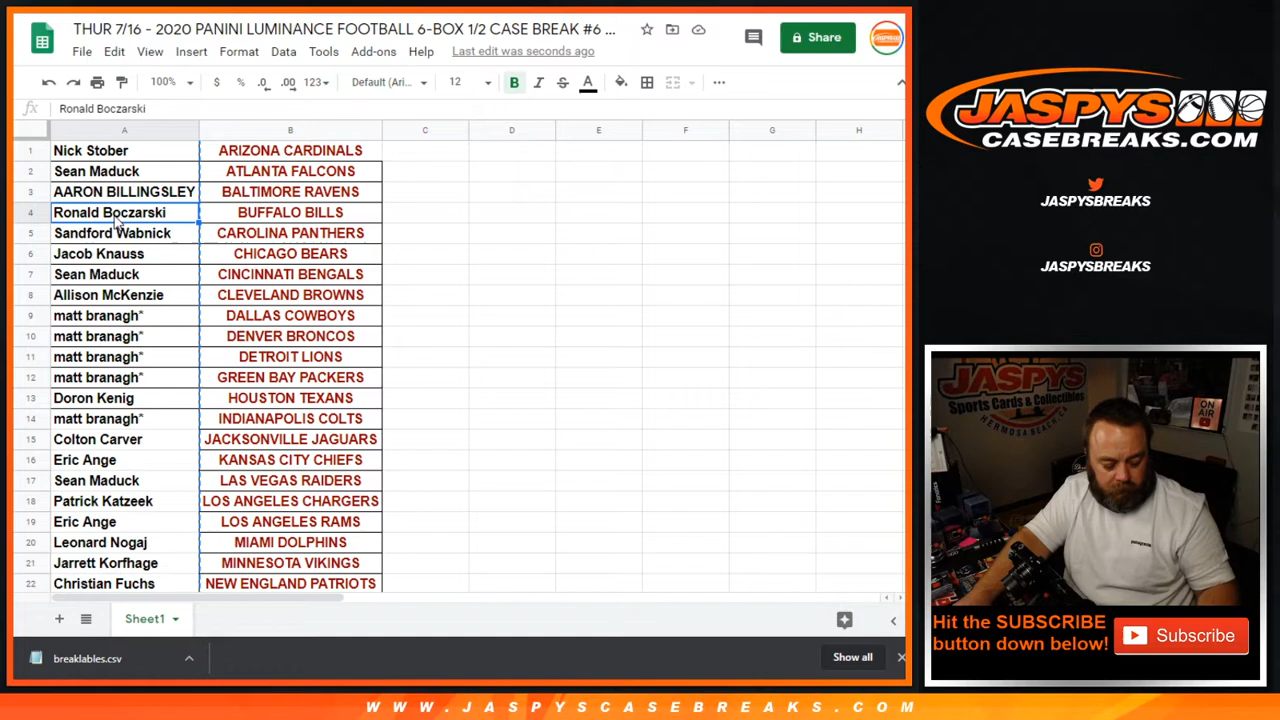 THUR 7/16 - 2020 PANINI LUMINANCE FOOTBALL 6-BOX 1/2 CASE BREAK #6 ...
File Edit View Insert Format Data Tools Add-ons Help Last edit was seconds ago
Share
100% $ % .0 .00 123 Default (Ari... 12 B I S A
fx Ronald Boczarski
A B C D E F G H
1 Nick Stober ARIZONA CARDINALS
2 Sean Maduck ATLANTA FALCONS
3 AARON BILLINGSLEY BALTIMORE RAVENS
4 Ronald Boczarski BUFFALO BILLS
5 Sandford Wabnick CAROLINA PANTHERS
6 Jacob Knauss CHICAGO BEARS
7 Sean Maduck CINCINNATI BENGALS
8 Allison McKenzie CLEVELAND BROWNS
9 matt branagh* DALLAS COWBOYS
10 matt branagh* DENVER BRONCOS
11 matt branagh* DETROIT LIONS
12 matt branagh* GREEN BAY PACKERS
13 Doron Kenig HOUSTON TEXANS
14 matt branagh* INDIANAPOLIS COLTS
15 Colton Carver JACKSONVILLE JAGUARS
16 Eric Ange KANSAS CITY CHIEFS
17 Sean Maduck LAS VEGAS RAIDERS
18 Patrick Katzeek LOS ANGELES CHARGERS
19 Eric Ange LOS ANGELES RAMS
20 Leonard Nogaj MIAMI DOLPHINS
21 Jarrett Korfhage MINNESOTA VIKINGS
22 Christian Fuchs NEW ENGLAND PATRIOTS
Sheet1
breaklables.csv
Show all
JASPYS
CASEBREAKS.COM
JASPYSBREAKS
JASPYSBREAKS
JASPYS
Sports Cards & Collectibles
HERMOSA BEACH, CA
ON AIR
Hit the SUBSCRIBE
button down below!
Subscribe
WWW.JASPYSCASEBREAKS.COM